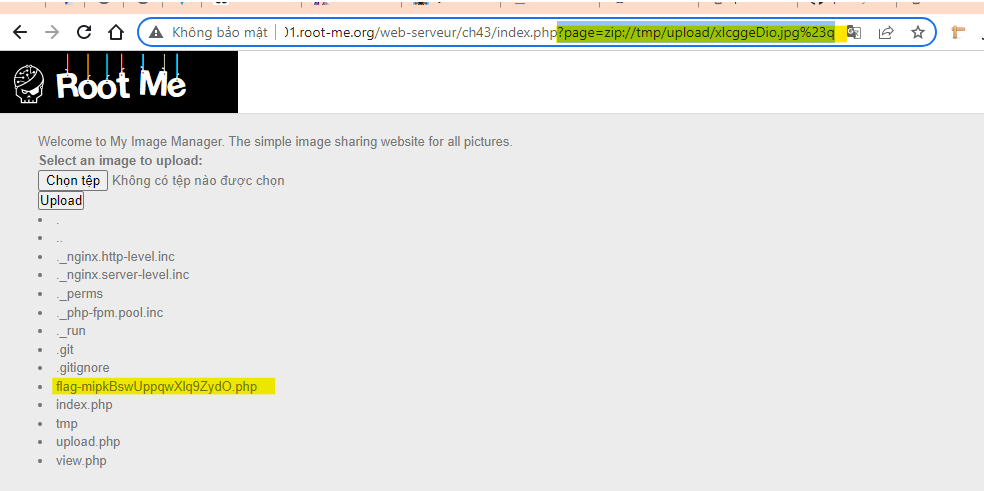 Không bảo mật
01.root-me.org/web-serveur/ch43/index.php?page=zip://tmp/upload/xIcggeDio.jpg%23q
Root Me
Welcome to My Image Manager. The simple image sharing website for all pictures.
Select an image to upload:
Chọn tệp Không có tệp nào được chọn
Upload
.
..
._nginx.http-level.inc
._nginx.server-level.inc
._perms
._php-fpm.pool.inc
._run
.git
.gitignore
flag-mipkBswUppqwXlq9ZydO.php
index.php
tmp
upload.php
view.php